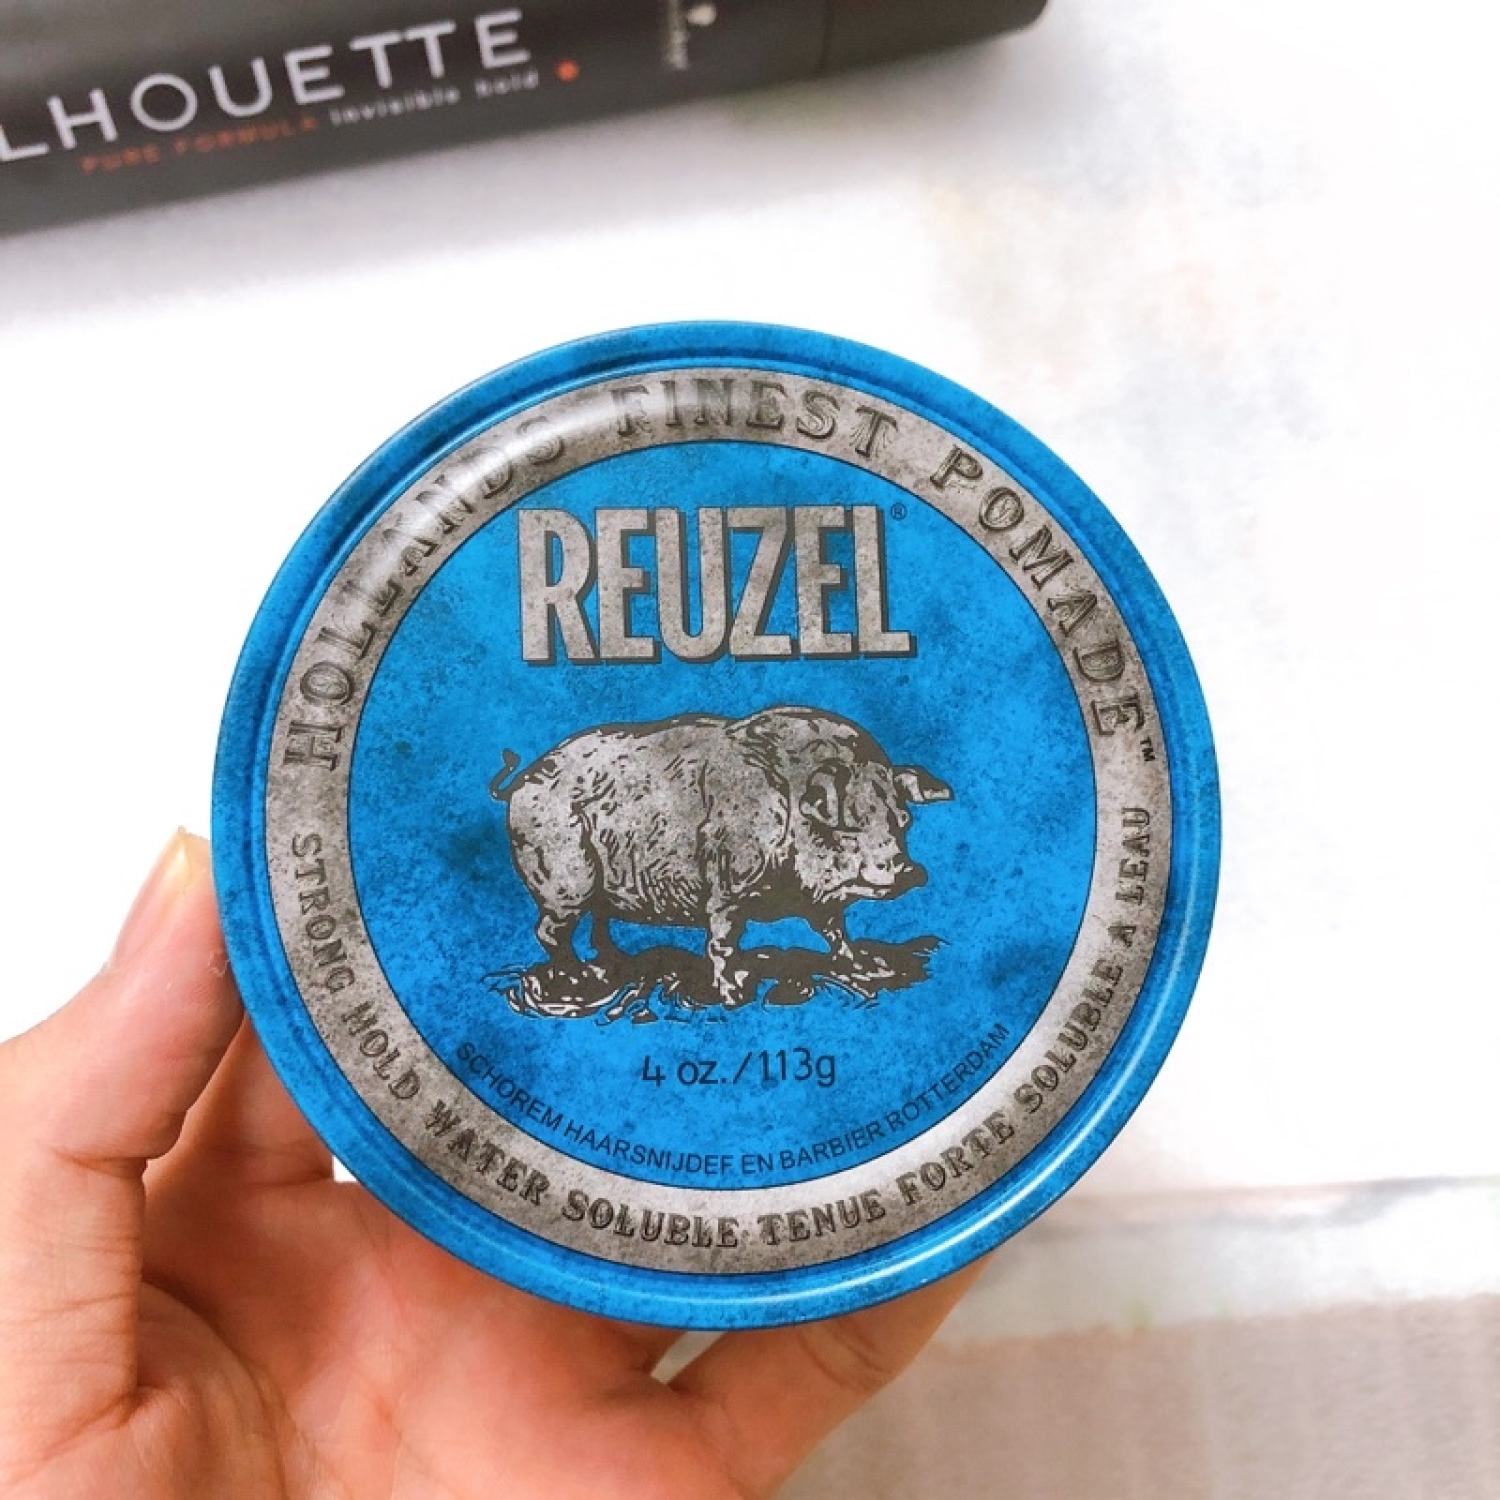 LHOUETTE
PURE FORMULA invisible hold
HOLLANDS FINEST POMADE™
REUZEL®
4 oz./113g
SCHOREM HAARSNIJDEF EN BARBIER ROTTERDAM
STRONG HOLD WATER SOLUBLE TENUE FORTE SOLUBLE A LEAU